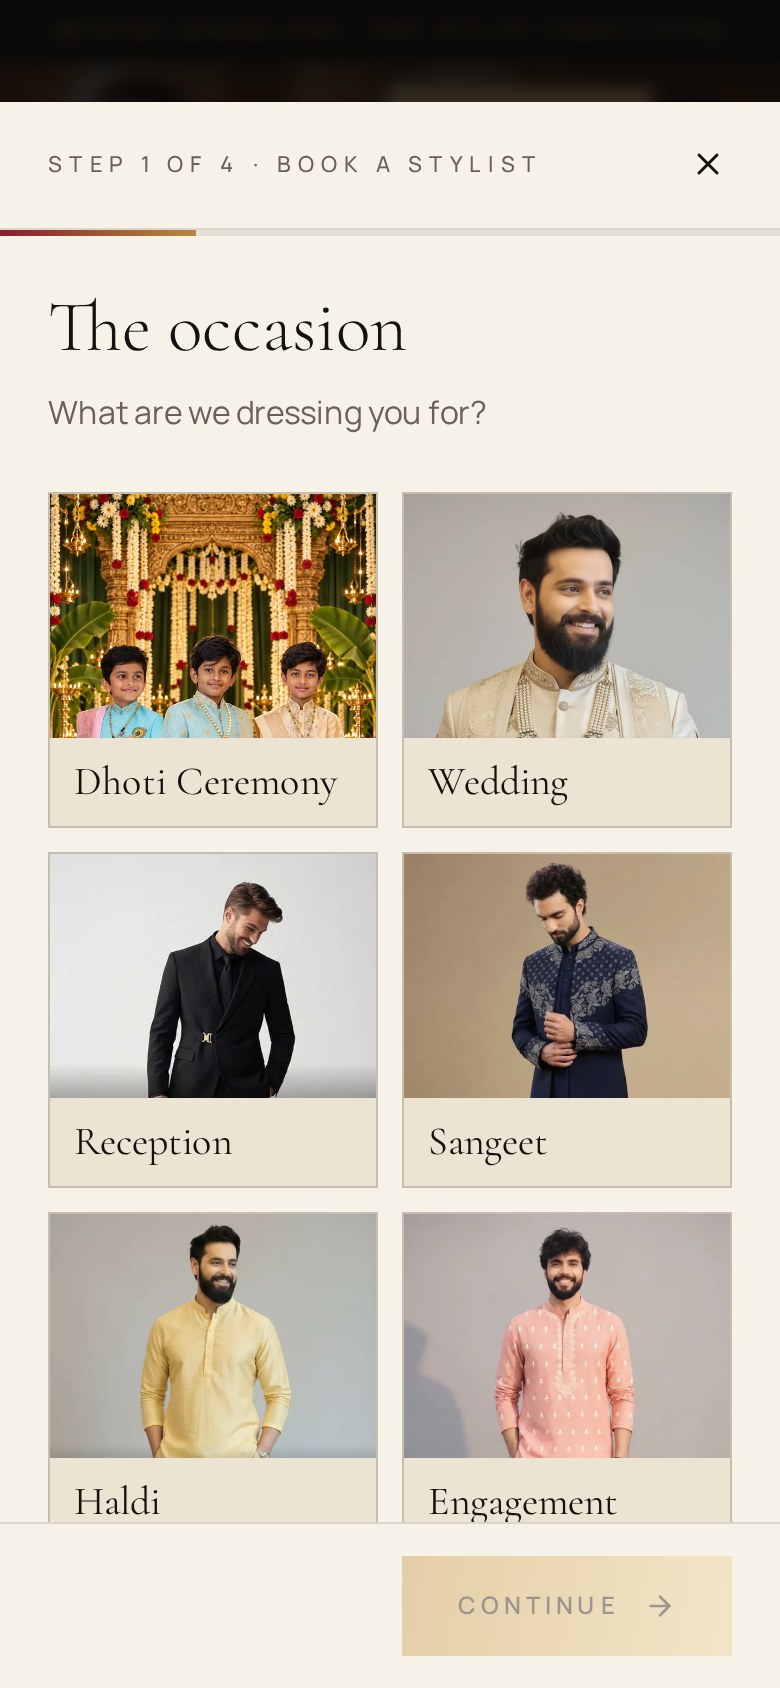 STEP 1 OF 4 · BOOK A STYLIST
The occasion
What are we dressing you for?
Dhoti Ceremony
Wedding
Reception
Sangeet
Haldi
Engagement
CONTINUE